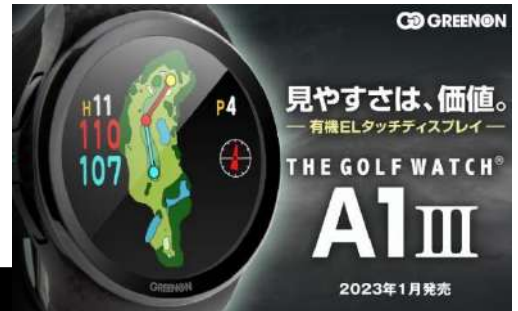 GREENON
H11
P4
110
107
GREENON
見やすさは、価値。
有機ELタッチディスプレイ
THE GOLF WATCH®
A1III
2023年1月発売